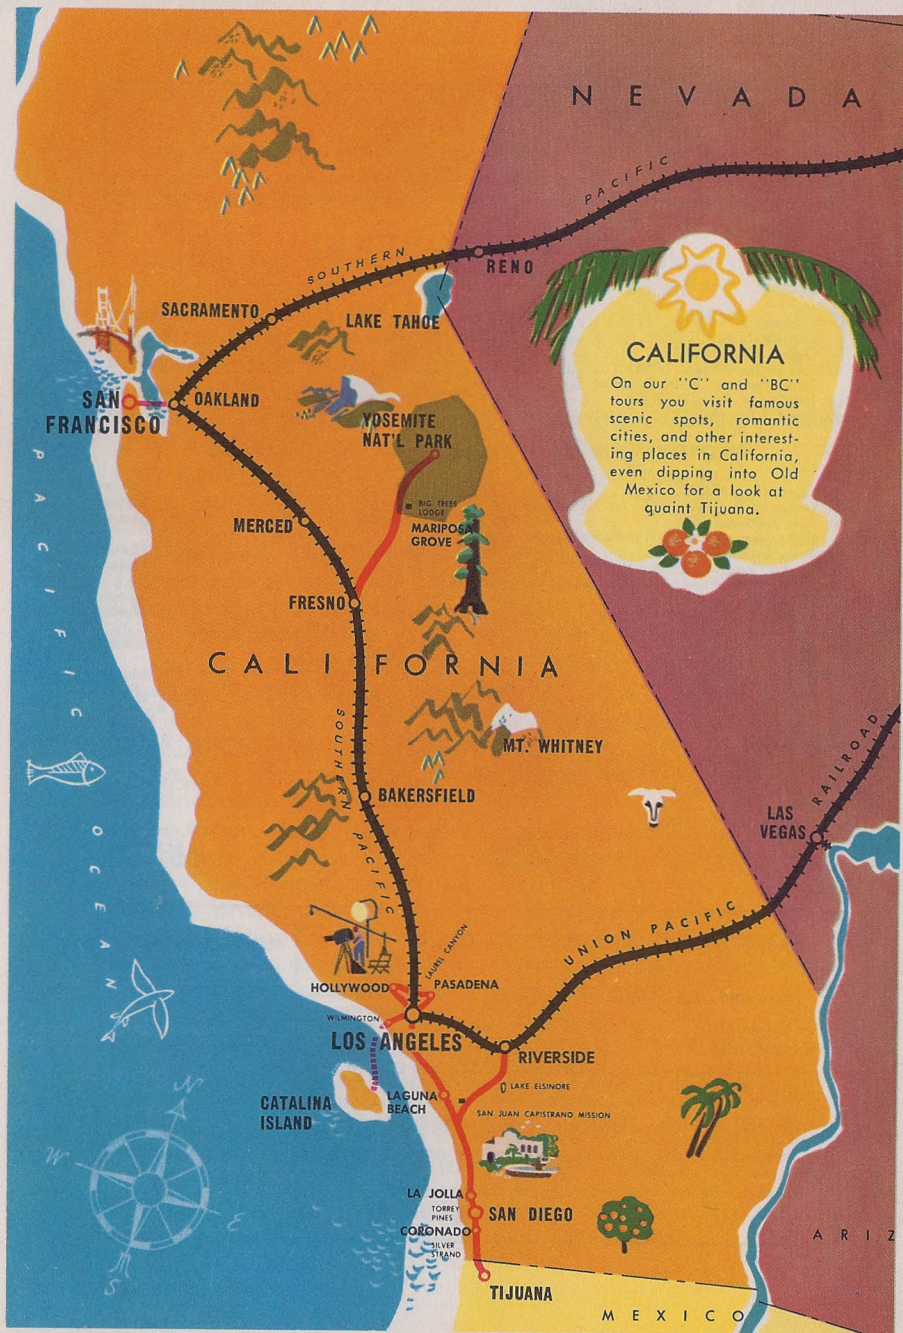 NEVADA
PACIFIC
SOUTHERN
RENO
SACRAMENTO
LAKE TAHOE
CALIFORNIA
On our "C" and "BC"
tours you visit famous
scenic spots, romantic
cities, and other interest-
ing places in California,
even dipping into Old
Mexico for a look at
quaint Tijuana.
SAN
FRANCISCO
OAKLAND
YOSEMITE
NAT'L PARK
BIG TREES
LODGE
MARIPOSA
GROVE
MERCED
FRESNO
CALIFORNIA
PACIFIC OCEAN
SOUTHERN PACIFIC
MT. WHITNEY
BAKERSFIELD
LAS
VEGAS
RAILROAD
UNION PACIFIC
LAUREL CANYON
HOLLYWOOD
PASADENA
WILMINGTON
LOS ANGELES
RIVERSIDE
LAKE ELSINORE
CATALINA
ISLAND
LAGUNA
BEACH
SAN JUAN CAPISTRANO MISSION
N
W
E
S
LA JOLLA
TORREY
PINES
SAN DIEGO
CORONADO
SILVER
STRAND
TIJUANA
ARIZ
MEXICO